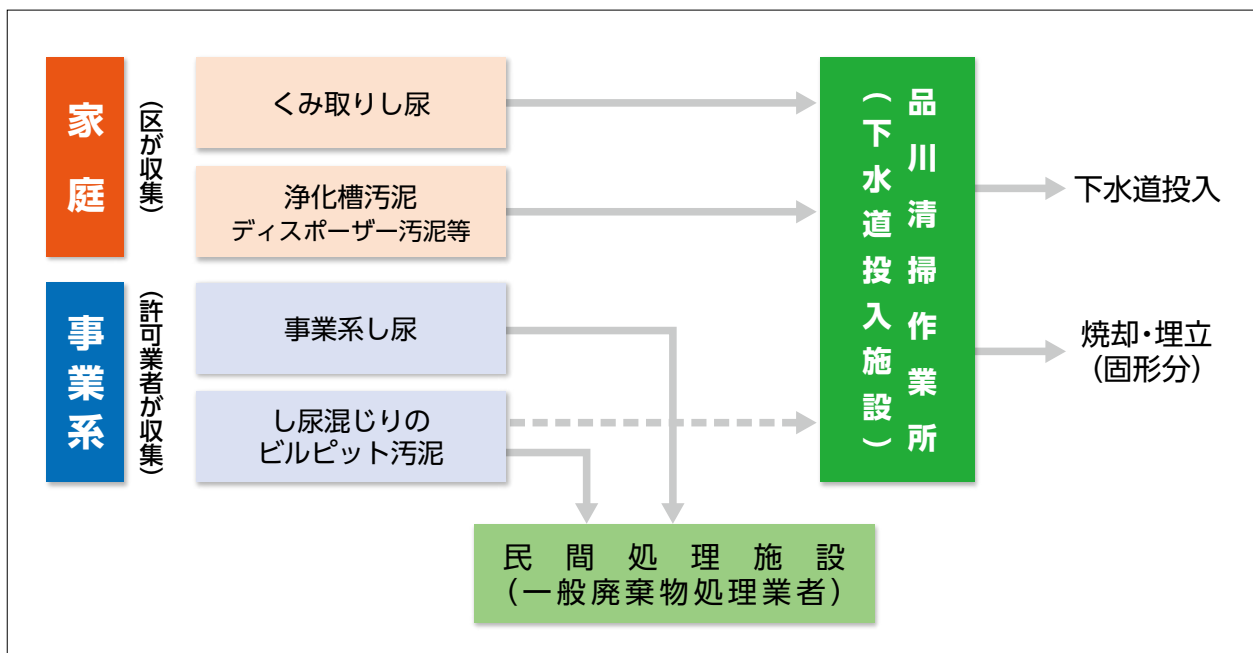 家庭
(区が収集)
くみ取りし尿
浄化槽汚泥
ディスポーザー汚泥等
事業系
(許可業者が収集)
事業系し尿
し尿混じりの
ビルピット汚泥
品川清掃作業所
(下水道投入施設)
下水道投入
焼却・埋立
(固形分)
民間処理施設
(一般廃棄物処理業者)